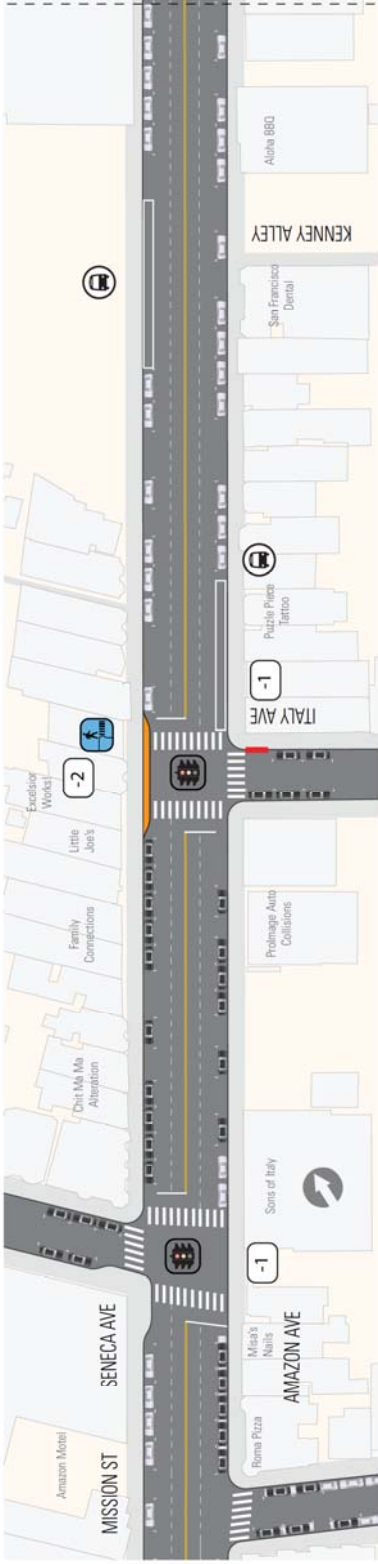 Amazon Motel
MISSION ST
SENECA AVE
Chit Ma Ma
Alteration
Family
Connections
Little
Joe's
Excelsior
Works!
-2
Roma Pizza
Misa's
Nails
AMAZON AVE
-1
Sons of Italy
ProImage Auto
Collisions
ITALY AVE
-1
Puzzle Piece
Tattoo
San Francisco
Dental
KENNEY ALLEY
Aloha BBQ